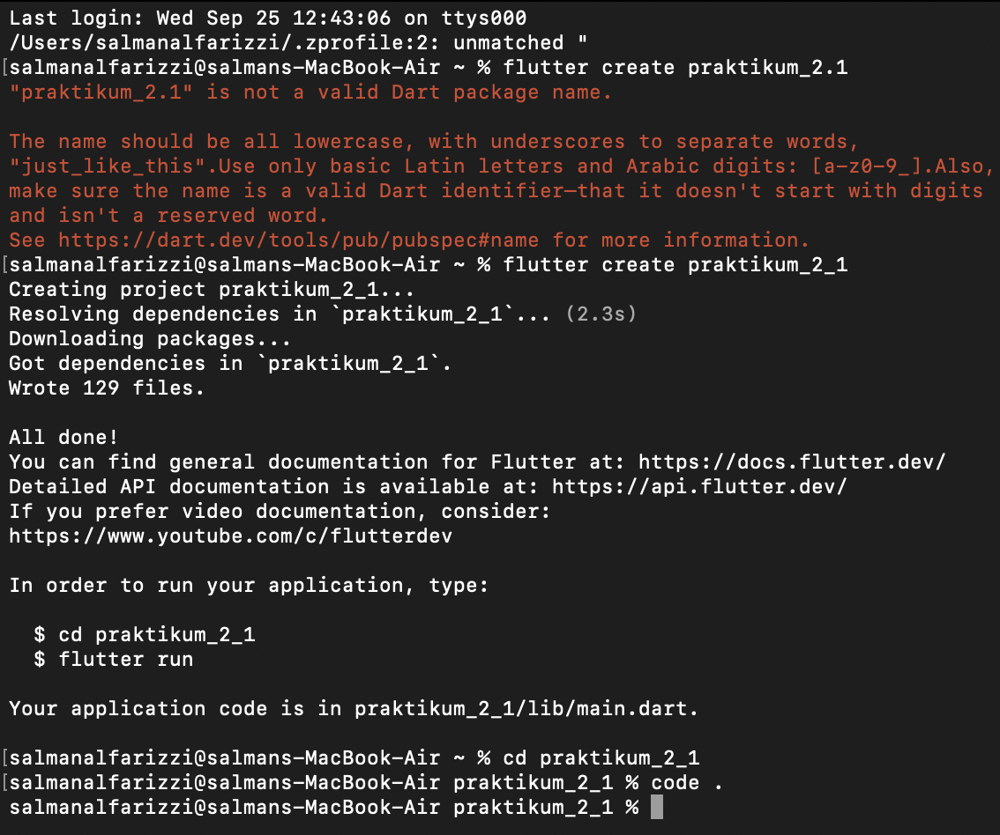 Last login: Wed Sep 25 12:43:06 on ttys000
/Users/salmanalfarizzi/.zprofile:2: unmatched "
[salmanalfarizzi@salmans-MacBook-Air ~ % flutter create praktikum_2.1
"praktikum_2.1" is not a valid Dart package name.

The name should be all lowercase, with underscores to separate words,
"just_like_this".Use only basic Latin letters and Arabic digits: [a-z0-9_].Also,
make sure the name is a valid Dart identifier—that it doesn't start with digits
and isn't a reserved word.
See https://dart.dev/tools/pub/pubspec#name for more information.
[salmanalfarizzi@salmans-MacBook-Air ~ % flutter create praktikum_2_1
Creating project praktikum_2_1...
Resolving dependencies in `praktikum_2_1`... (2.3s)
Downloading packages...
Got dependencies in `praktikum_2_1`.
Wrote 129 files.

All done!
You can find general documentation for Flutter at: https://docs.flutter.dev/
Detailed API documentation is available at: https://api.flutter.dev/
If you prefer video documentation, consider:
https://www.youtube.com/c/flutterdev

In order to run your application, type:

  $ cd praktikum_2_1
  $ flutter run

Your application code is in praktikum_2_1/lib/main.dart.

[salmanalfarizzi@salmans-MacBook-Air ~ % cd praktikum_2_1
[salmanalfarizzi@salmans-MacBook-Air praktikum_2_1 % code .
salmanalfarizzi@salmans-MacBook-Air praktikum_2_1 %